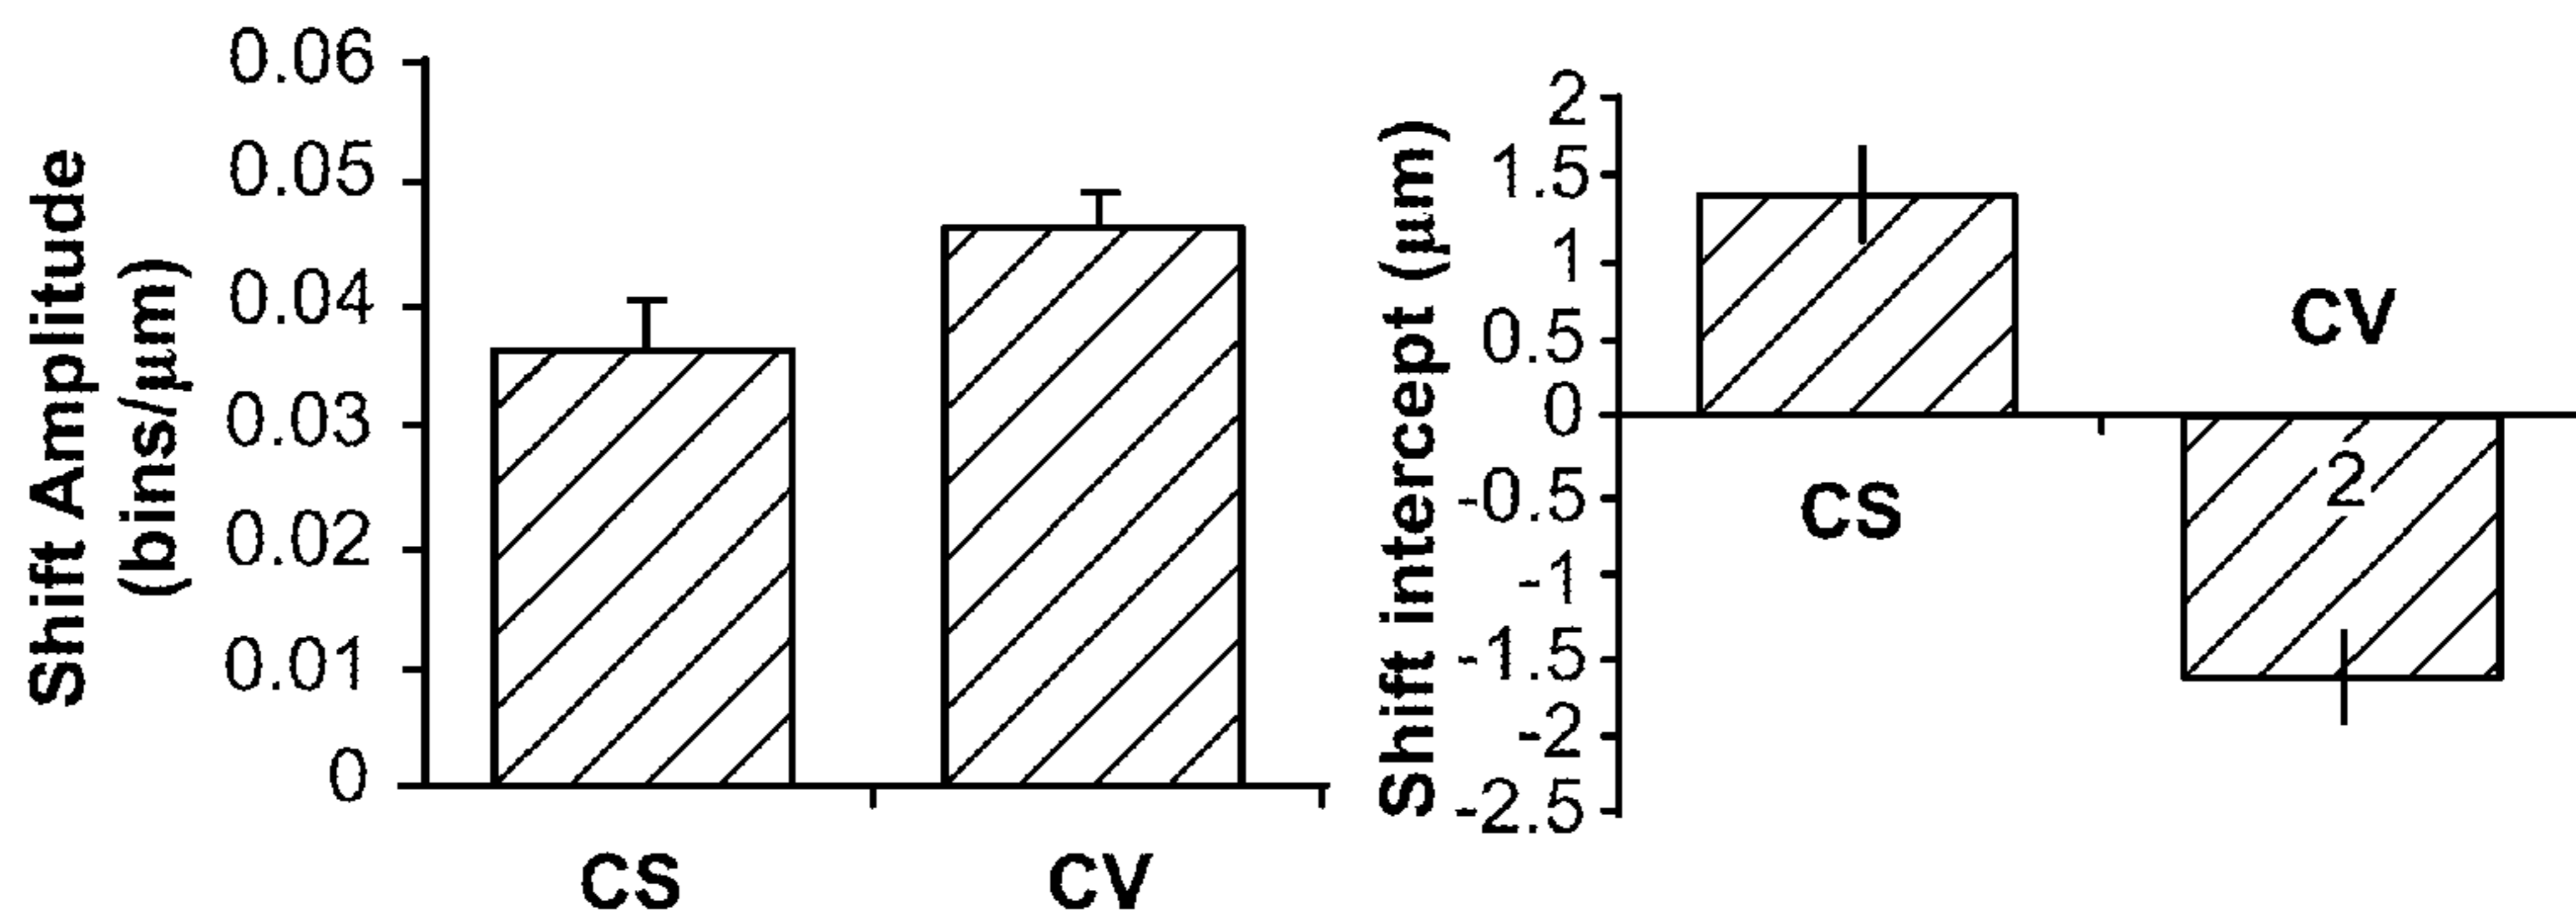 Shift Amplitude
(bins/µm)
0.06
0.05
0.04
0.03
0.02
0.01
0
CS
CV
Shift intercept (µm)
2
1.5
1
0.5
0
-0.5
-1
-1.5
-2
-2.5
CS
CV
2